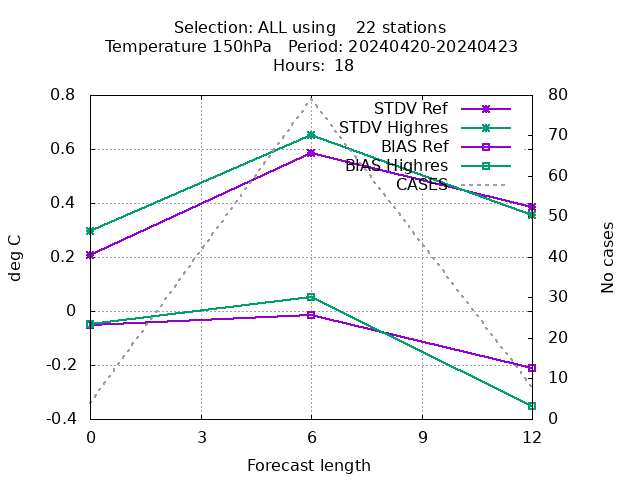 Selection: ALL using    22 stations
Temperature 150hPa   Period: 20240420-20240423
Hours:  18
0.8
0.6
0.4
0.2
0
-0.2
-0.4
80
70
60
50
40
30
20
10
0
STDV Ref
STDV Highres
BIAS Ref
BIAS Highres
CASES
deg C
No cases
0 3 6 9 12
Forecast length